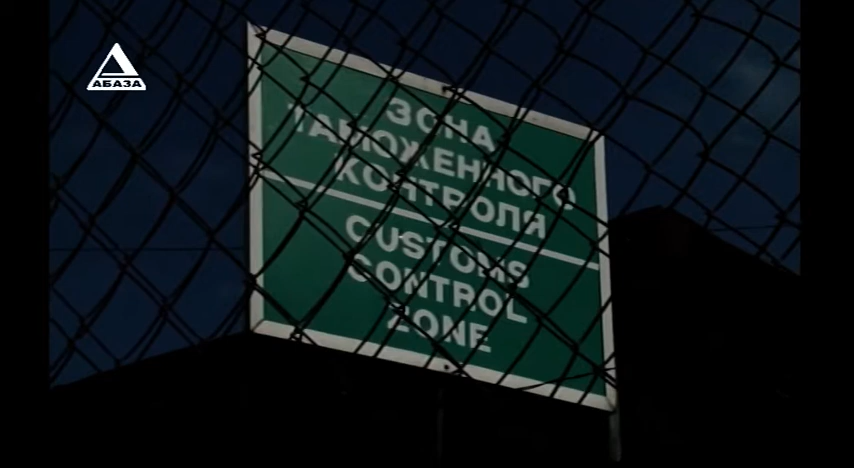 АБАЗА
ЗОНА
ТАМОЖЕННОГО
КОНТРОЛЯ
CUSTOMS
CONTROL
ZONE